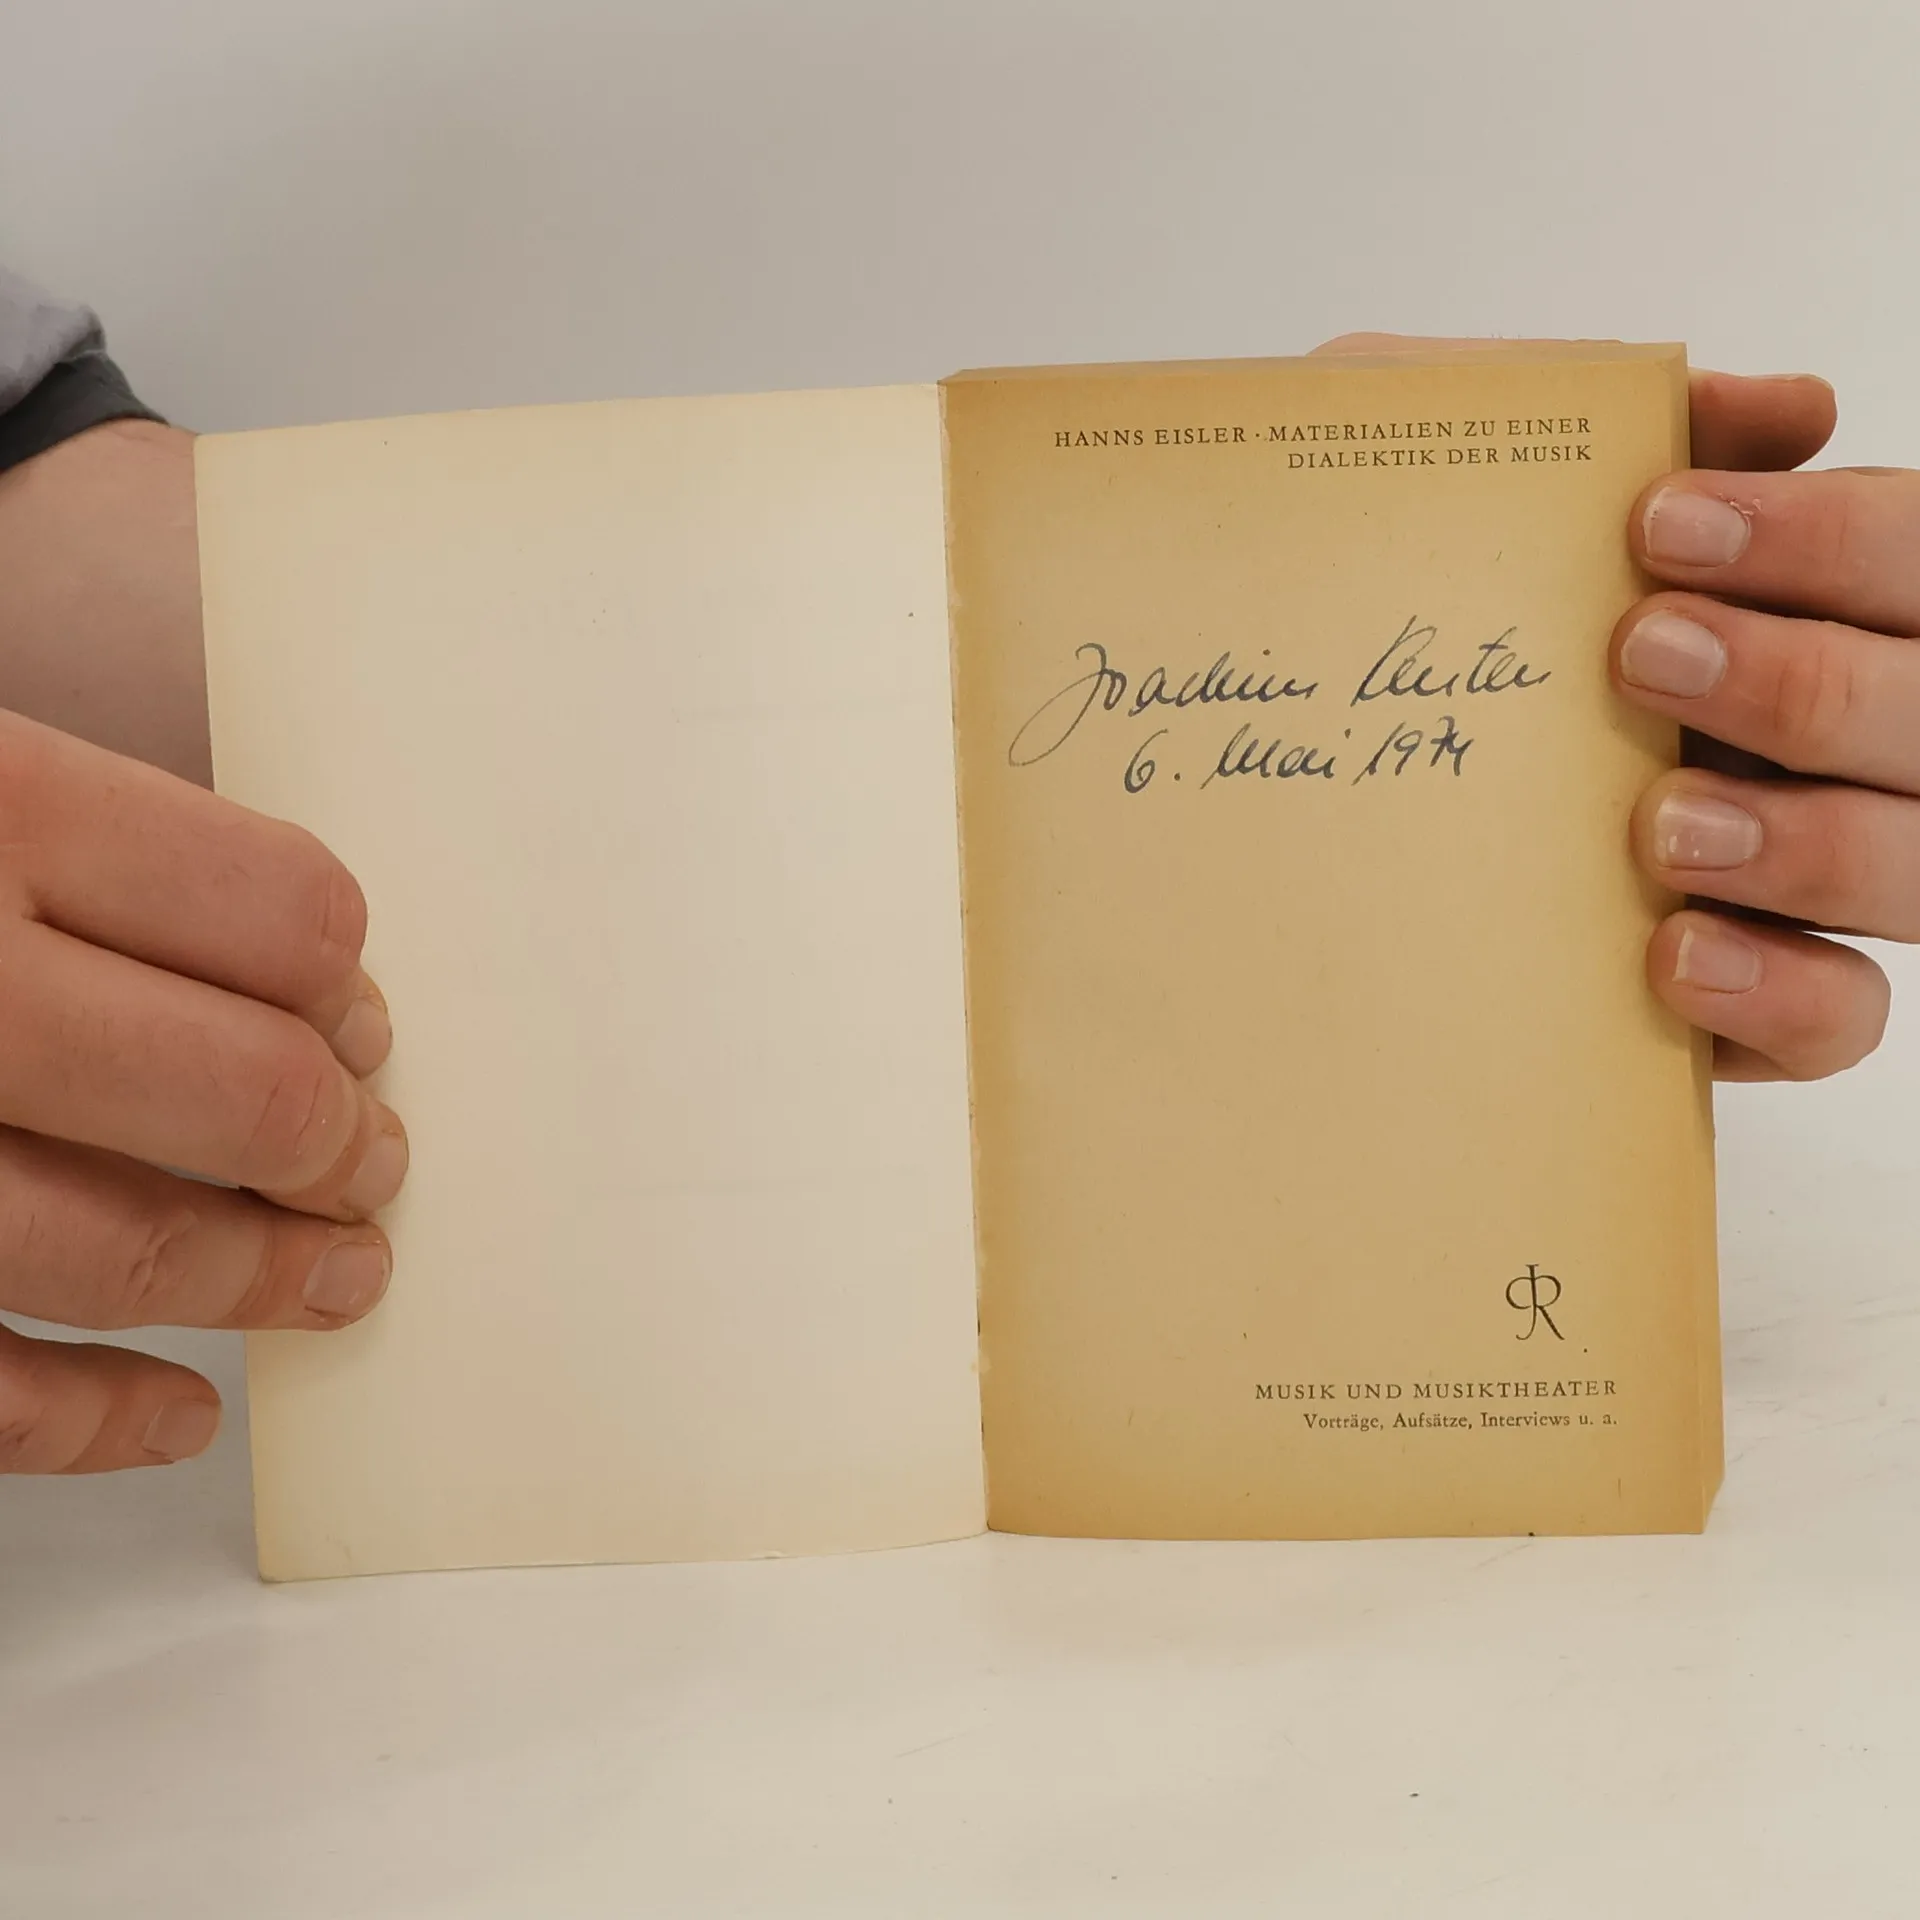 HANNS EISLER · MATERIALIEN ZU EINER
DIALEKTIK DER MUSIK
Joachim
6. Mai 1974
MUSIK UND MUSIKTHEATER
Vorträge, Aufsätze, Interviews u. a.